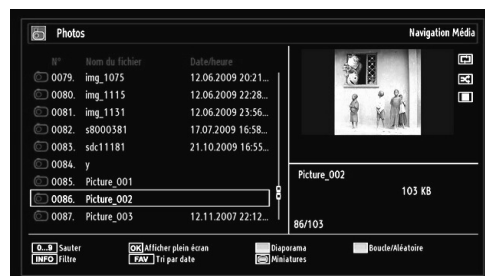 Photos
Navigation Média
N° Nom du fichier Date/heure
0079. img_1075 12.06.2009 20:21...
0080. img_1115 12.06.2009 22:28...
0081. img_1131 12.06.2009 23:56...
0082. s8000381 17.07.2009 16:58...
0083. sdc11181 21.10.2009 16:55...
0084. y
0085. Picture_001
0086. Picture_002
0087. Picture_003 12.11.2007 22:12...
Picture_002
103 KB
86/103
0...9 Sauter OK Afficher plein écran Diaporama Boucle/Aléatoire
INFO Filtre FAV Tri par date Miniatures